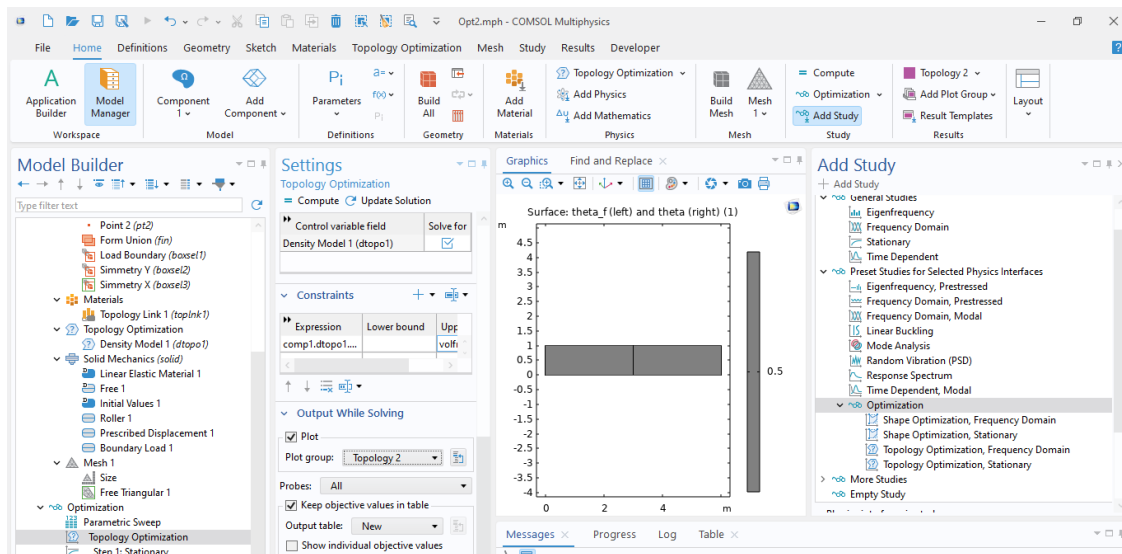 Opt2.mph - COMSOL Multiphysics
File Home Definitions Geometry Sketch Materials Topology Optimization Mesh Study Results Developer
Application Builder
Model Manager
Workspace
Component 1
Add Component
Model
Pi
Parameters
a=
f(x)
Pi
Definitions
Build All
Geometry
Add Material
Materials
Topology Optimization
Add Physics
Add Mathematics
Physics
Build Mesh
Mesh 1
Mesh
= Compute
Optimization
Add Study
Study
Topology 2
Add Plot Group
Result Templates
Results
Layout
Model Builder
Type filter text
Point 2 (pt2)
Form Union (fin)
Load Boundary (boxsel1)
Simmetry Y (boxsel2)
Simmetry X (boxsel3)
Materials
Topology Link 1 (toplnk1)
Topology Optimization
Density Model 1 (dtopo1)
Solid Mechanics (solid)
Linear Elastic Material 1
Free 1
Initial Values 1
Roller 1
Prescribed Displacement 1
Boundary Load 1
Mesh 1
Size
Free Triangular 1
Optimization
Parametric Sweep
Topology Optimization
Step 1: Stationary
Settings
Topology Optimization
= Compute Update Solution
Control variable field Solve for
Density Model 1 (dtopo1)
Constraints
Expression Lower bound Upp
comp1.dtopo1.... volfr
Output While Solving
Plot
Plot group: Topology 2
Probes: All
Keep objective values in table
Output table: New
Show individual objective values
Graphics Find and Replace
Surface: theta_f (left) and theta (right) (1)
m
4.5
4
3.5
3
2.5
2
1.5
1
0.5
0
-0.5
-1
-1.5
-2
-2.5
-3
-3.5
-4
0 2 4 m
0.5
Messages Progress Log Table
Add Study
+ Add Study
General Studies
Eigenfrequency
Frequency Domain
Stationary
Time Dependent
Preset Studies for Selected Physics Interfaces
Eigenfrequency, Prestressed
Frequency Domain, Prestressed
Frequency Domain, Modal
Linear Buckling
Mode Analysis
Random Vibration (PSD)
Response Spectrum
Time Dependent, Modal
Optimization
Shape Optimization, Frequency Domain
Shape Optimization, Stationary
Topology Optimization, Frequency Domain
Topology Optimization, Stationary
More Studies
Empty Study